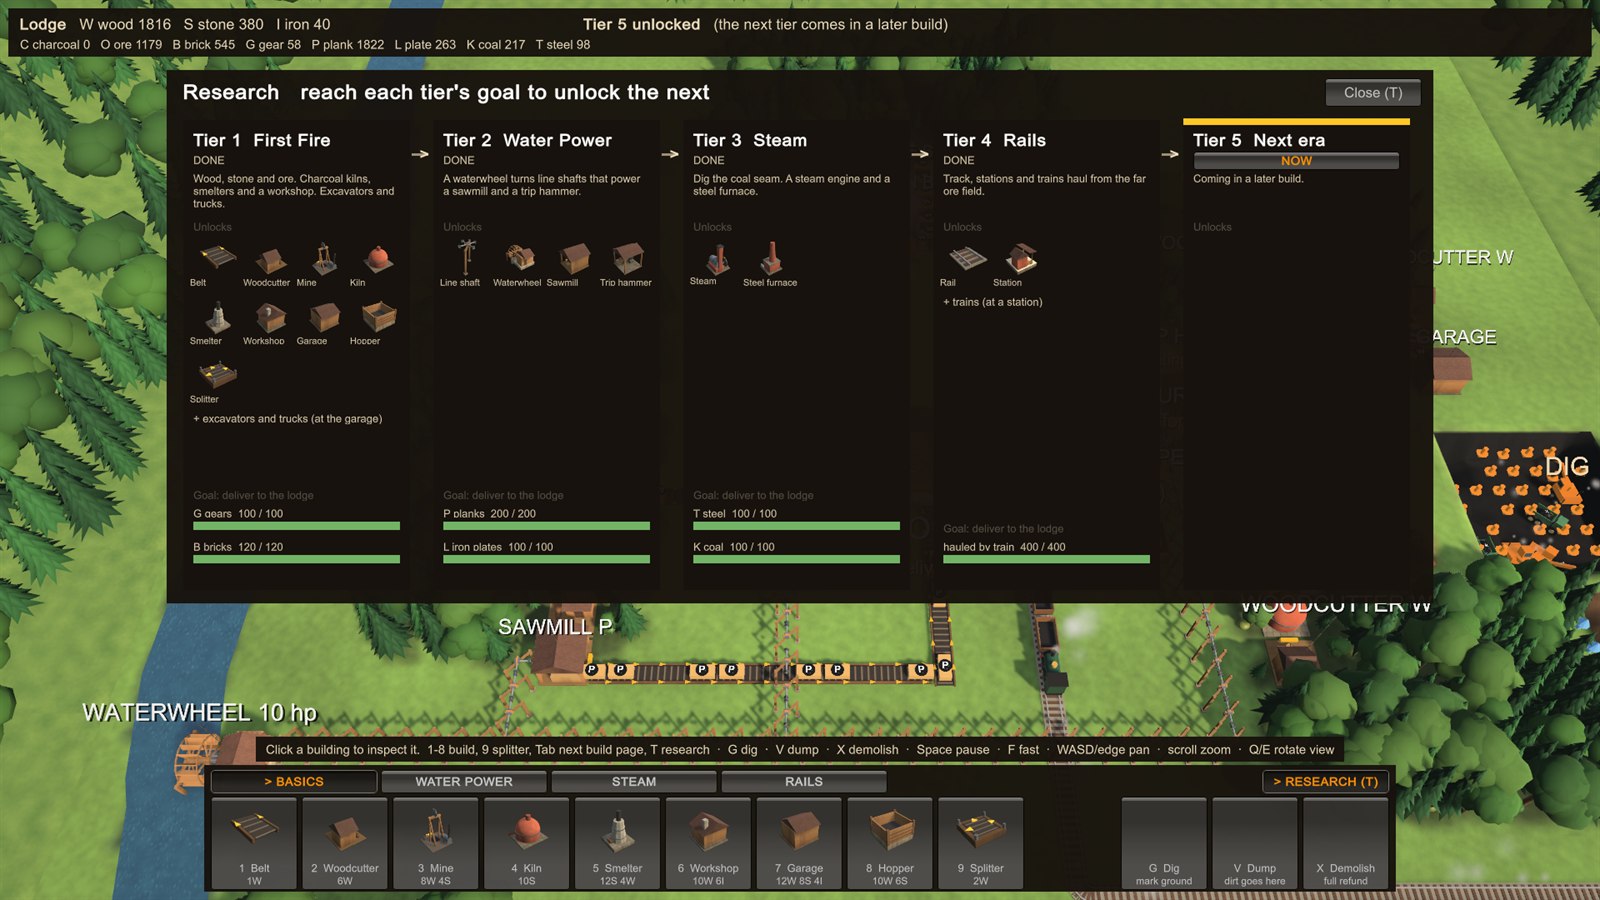 Lodge W wood 1816 S stone 380 I iron 40
Tier 5 unlocked (the next tier comes in a later build)
C charcoal 0 O ore 1179 B brick 545 G gear 58 P plank 1822 L plate 263 K coal 217 T steel 98
Research reach each tier's goal to unlock the next
Close (T)
Tier 1 First Fire
DONE
Wood, stone and ore. Charcoal kilns,
smelters and a workshop. Excavators and
trucks.
Unlocks
Belt Woodcutter Mine Kiln
Smelter Workshop Garage Hopper
Splitter
+ excavators and trucks (at the garage)
Goal: deliver to the lodge
G gears 100 / 100
B bricks 120 / 120
Tier 2 Water Power
DONE
A waterwheel turns line shafts that power
a sawmill and a trip hammer.
Unlocks
Line shaft Waterwheel Sawmill Trip hammer
Goal: deliver to the lodge
P planks 200 / 200
L iron plates 100 / 100
Tier 3 Steam
DONE
Dig the coal seam. A steam engine and a
steel furnace.
Unlocks
Steam Steel furnace
Goal: deliver to the lodge
T steel 100 / 100
K coal 100 / 100
Tier 4 Rails
DONE
Track, stations and trains haul from the far
ore field.
Unlocks
Rail Station
+ trains (at a station)
Goal: deliver to the lodge
hauled by train 400 / 400
Tier 5 Next era
NOW
Coming in a later build.
Unlocks
CUTTER W
GARAGE
DIG
WOODCUTTER W
SAWMILL P
P P P P P P P P
WATERWHEEL 10 hp
Click a building to inspect it. 1-8 build, 9 splitter, Tab next build page, T research · G dig · V dump · X demolish · Space pause · F fast · WASD/edge pan · scroll zoom · Q/E rotate view
> BASICS
WATER POWER
STEAM
RAILS
> RESEARCH (T)
1 Belt
1W
2 Woodcutter
6W
3 Mine
8W 4S
4 Kiln
10S
5 Smelter
12S 4W
6 Workshop
10W 6I
7 Garage
12W 8S 4I
8 Hopper
10W 6S
9 Splitter
2W
G Dig
mark ground
V Dump
dirt goes here
X Demolish
full refund